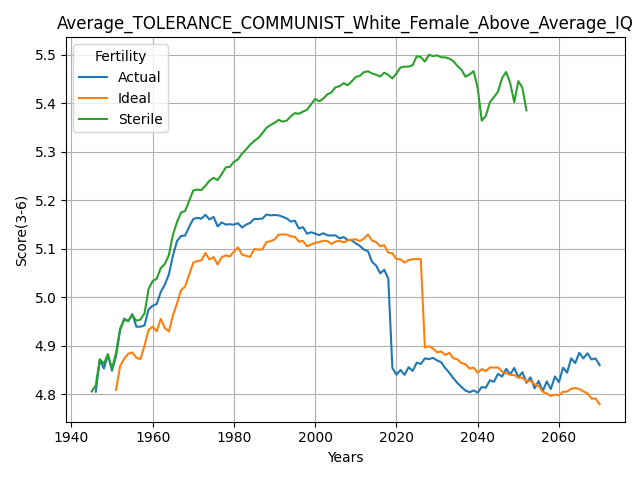 Average_TOLERANCE_COMMUNIST_White_Female_Above_Average_IQ
Fertility
Actual
Ideal
Sterile
Score(3-6)
5.5
5.4
5.3
5.2
5.1
5.0
4.9
4.8
1940 1960 1980 2000 2020 2040 2060
Years